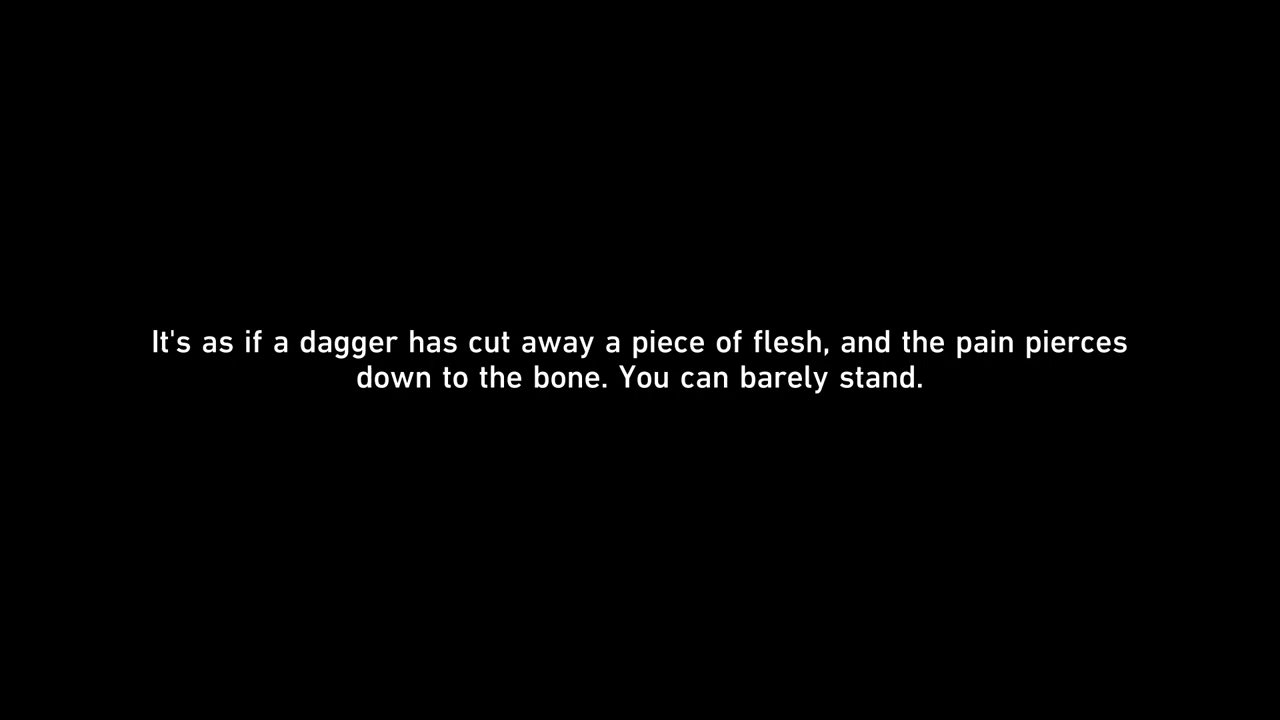 It's as if a dagger has cut away a piece of flesh, and the pain pierces
down to the bone. You can barely stand.